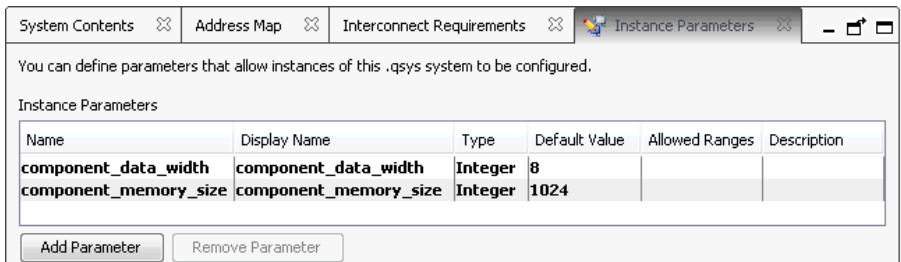 System Contents Address Map Interconnect Requirements Instance Parameters
You can define parameters that allow instances of this .qsys system to be configured.
Instance Parameters
Name Display Name Type Default Value Allowed Ranges Description
component_data_width component_data_width Integer 8
component_memory_size component_memory_size Integer 1024
Add Parameter Remove Parameter